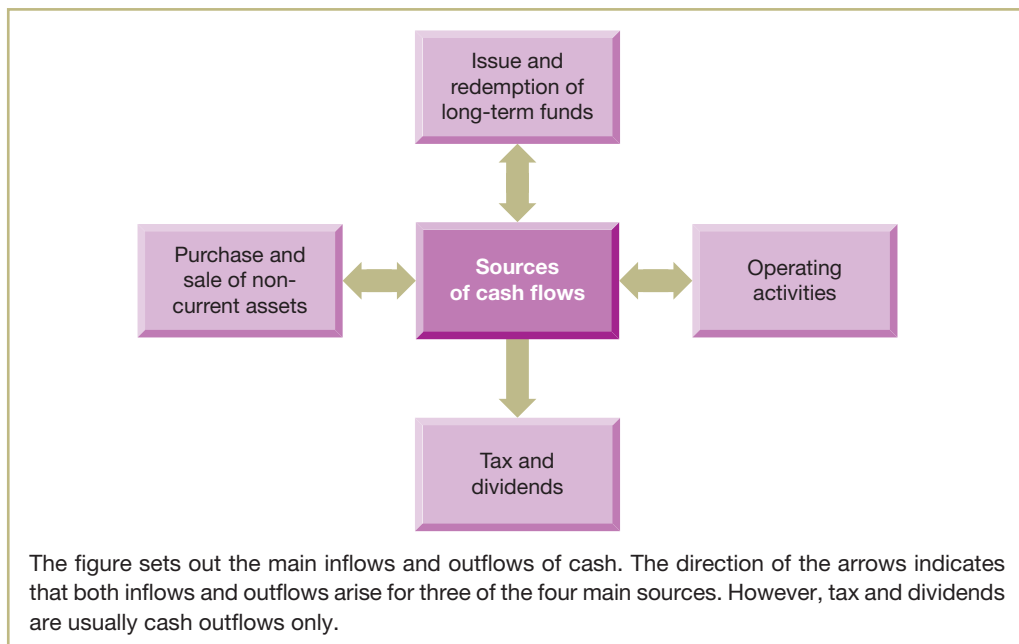 Issue and
redemption of
long-term funds
Purchase and
sale of non-
current assets
Sources
of cash flows
Operating
activities
Tax and
dividends
The figure sets out the main inflows and outflows of cash. The direction of the arrows indicates
that both inflows and outflows arise for three of the four main sources. However, tax and dividends
are usually cash outflows only.